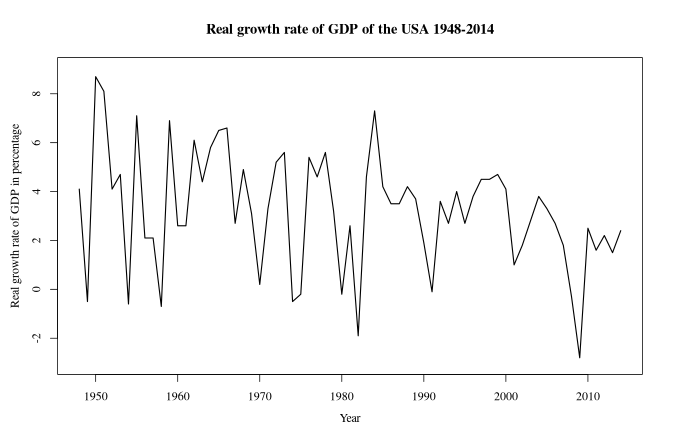 Real growth rate of GDP of the USA 1948-2014
Real growth rate of GDP in percentage
8
6
4
2
0
-2
1950 1960 1970 1980 1990 2000 2010
Year